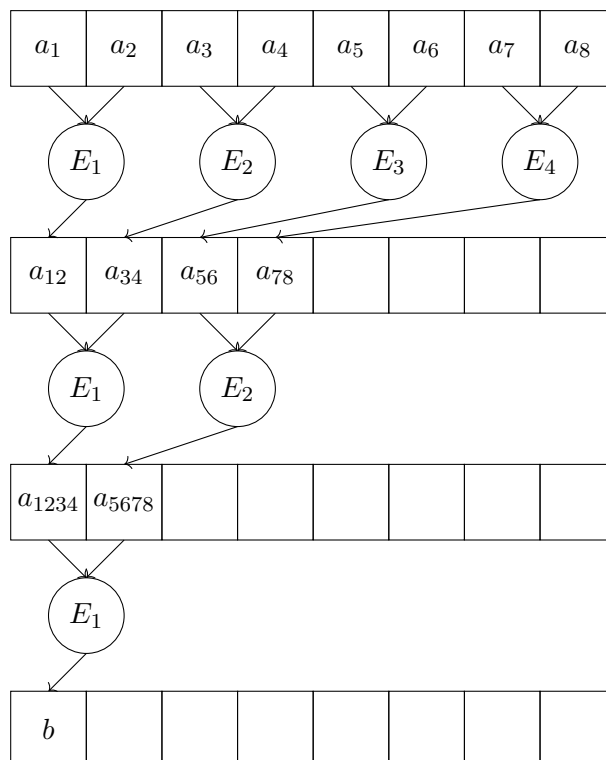 a₁ a₂ a₃ a₄ a₅ a₆ a₇ a₈
E₁ E₂ E₃ E₄
a₁₂ a₃₄ a₅₆ a₇₈
E₁ E₂
a₁₂₃₄ a₅₆₇₈
E₁
b